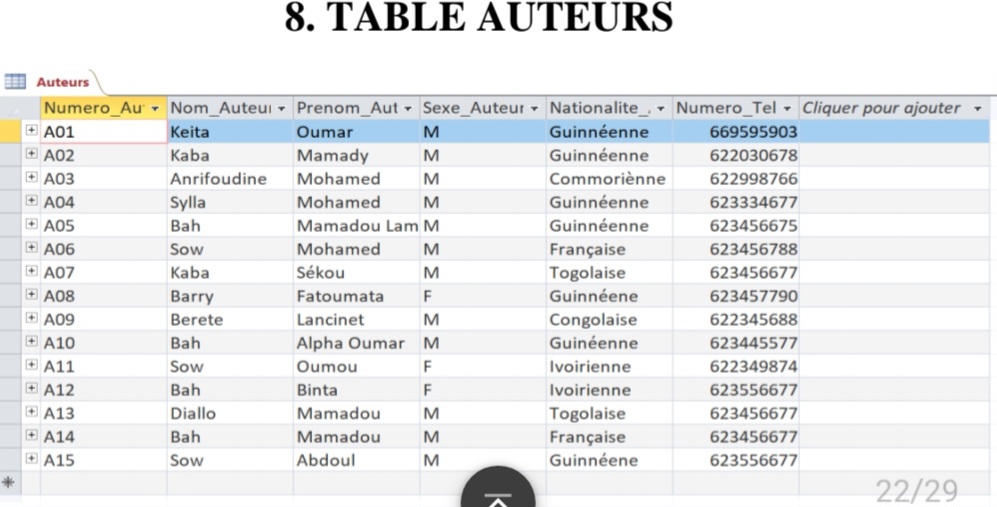 8. TABLE AUTEURS
Auteurs
Numero_Au Nom_Auteui Prenom_Aut Sexe_Auteur Nationalite_ Numero_Tel Cliquer pour ajouter
A01 Keita Oumar M Guinnéenne 669595903
A02 Kaba Mamady M Guinnéenne 622030678
A03 Anrifoudine Mohamed M Commoriènne 622998766
A04 Sylla Mohamed M Guinnéenne 623334677
A05 Bah Mamadou Lam M Guinnéenne 623456675
A06 Sow Mohamed M Française 623456788
A07 Kaba Sékou M Togolaise 623456677
A08 Barry Fatoumata F Guinnéene 623457790
A09 Berete Lancinet M Congolaise 622345688
A10 Bah Alpha Oumar M Guinéenne 623445577
A11 Sow Oumou F Ivoirienne 622349874
A12 Bah Binta F Ivoirienne 623556677
A13 Diallo Mamadou M Togolaise 623456677
A14 Bah Mamadou M Française 623456677
A15 Sow Abdoul M Guinnéene 623556677
22/29